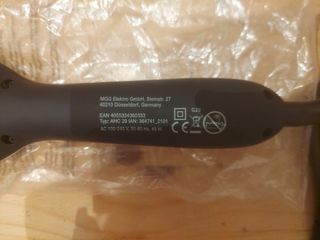 MGG Elektro GmbH, Steinstr. 27
40210 Düsseldorf, Germany
EAN 4055334360333
Typ: AHC 29 IAN: 364741_2101
AC 100-240 V, 50-60 Hz, 45 W